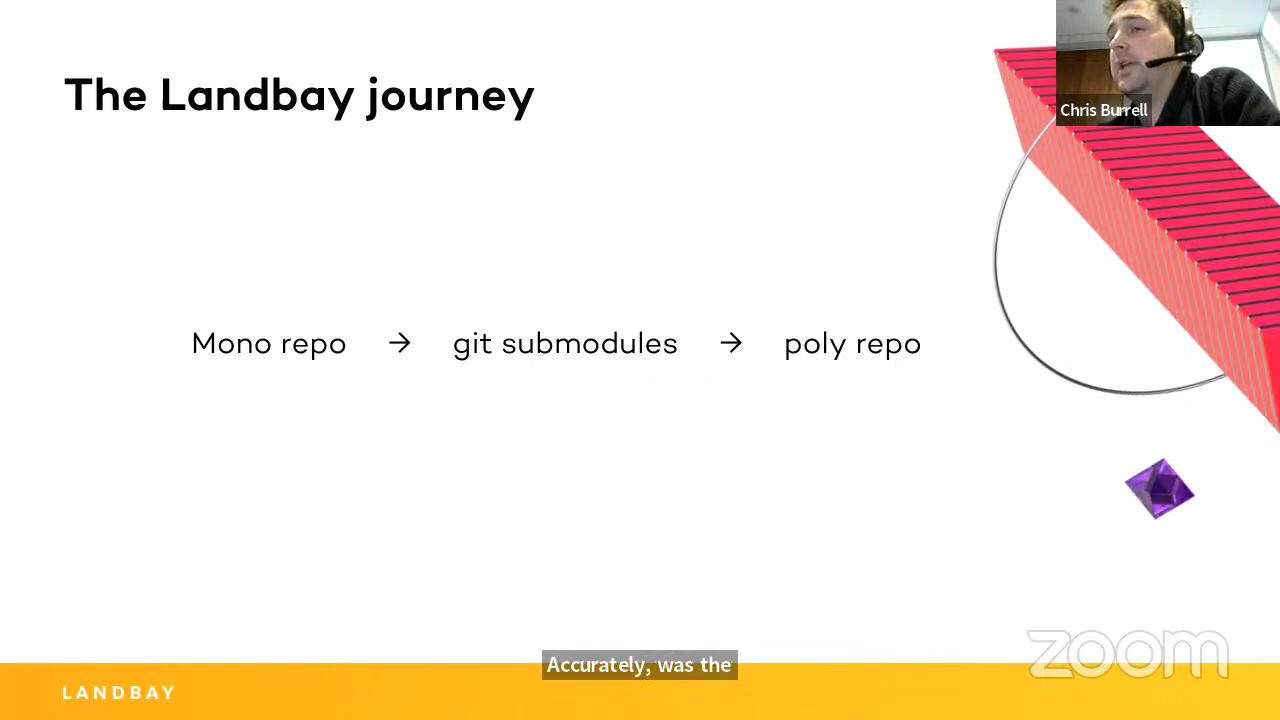 The Landbay journey
Chris Burrell
Mono repo → git submodules → poly repo
Accurately, was the
zoom
LANDBAY